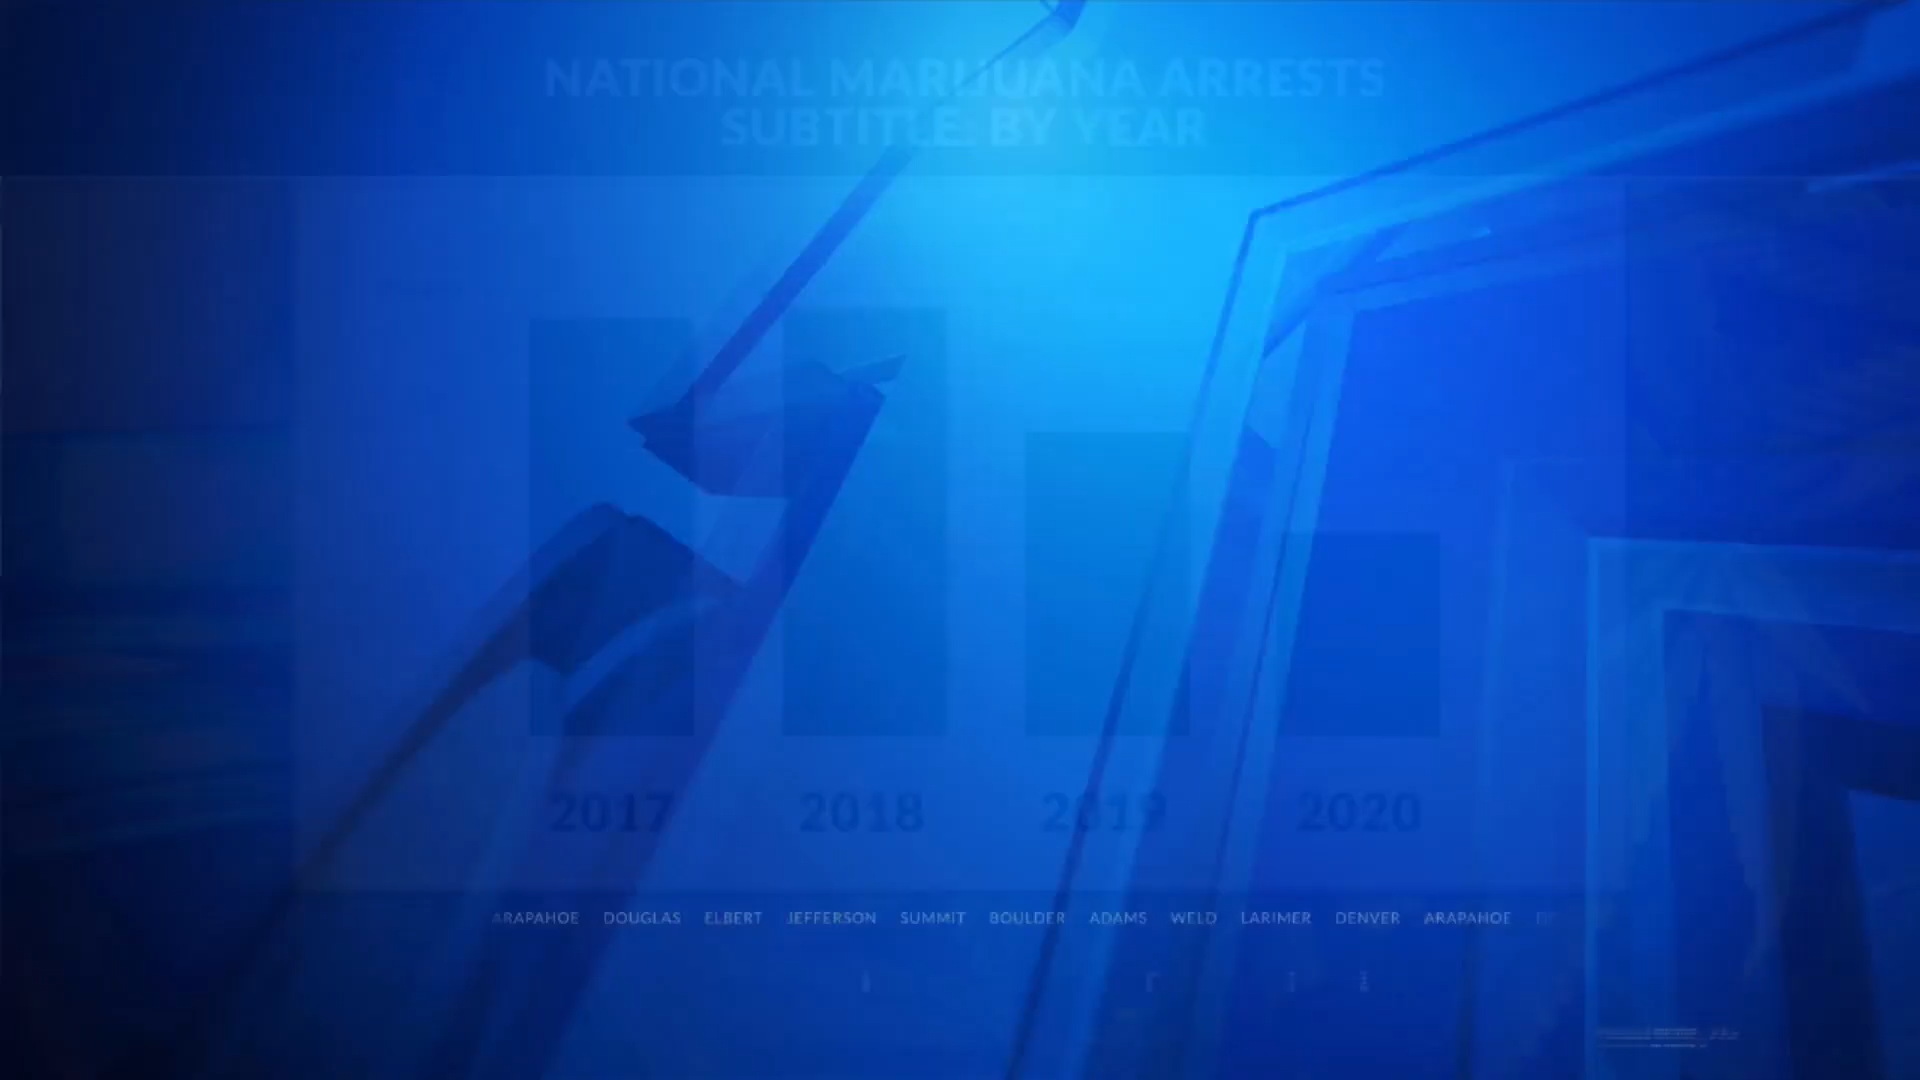 NATIONAL MARIJUANA ARRESTS
SUBTITLE: BY YEAR
2017 2018 2019 2020
ARAPAHOE DOUGLAS ELBERT JEFFERSON SUMMIT BOULDER ADAMS WELD LARIMER DENVER ARAPAHOE